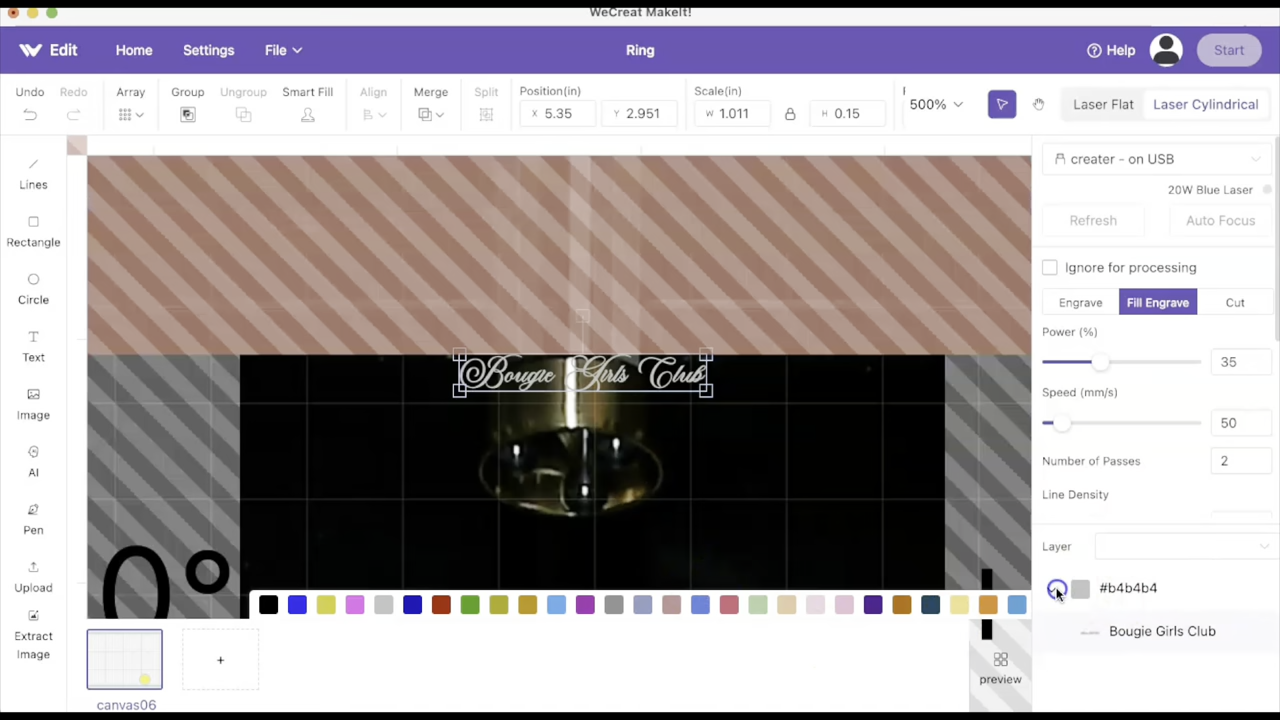 WeCreat MakeIt!
Edit
Home
Settings
File
Ring
Help
Start
Undo
Redo
Array
Group
Ungroup
Smart Fill
Align
Merge
Split
Position(in)
X 5.35
Y 2.951
Scale(in)
W 1.011
H 0.15
500%
Laser Flat
Laser Cylindrical
Lines
Rectangle
Circle
Text
Image
AI
Pen
Upload
Extract
Image
Bougie Girls Club
0°
canvas06
+
preview
creater - on USB
20W Blue Laser
Refresh
Auto Focus
Ignore for processing
Engrave
Fill Engrave
Cut
Power (%)
35
Speed (mm/s)
50
Number of Passes
2
Line Density
Layer
#b4b4b4
Bougie Girls Club